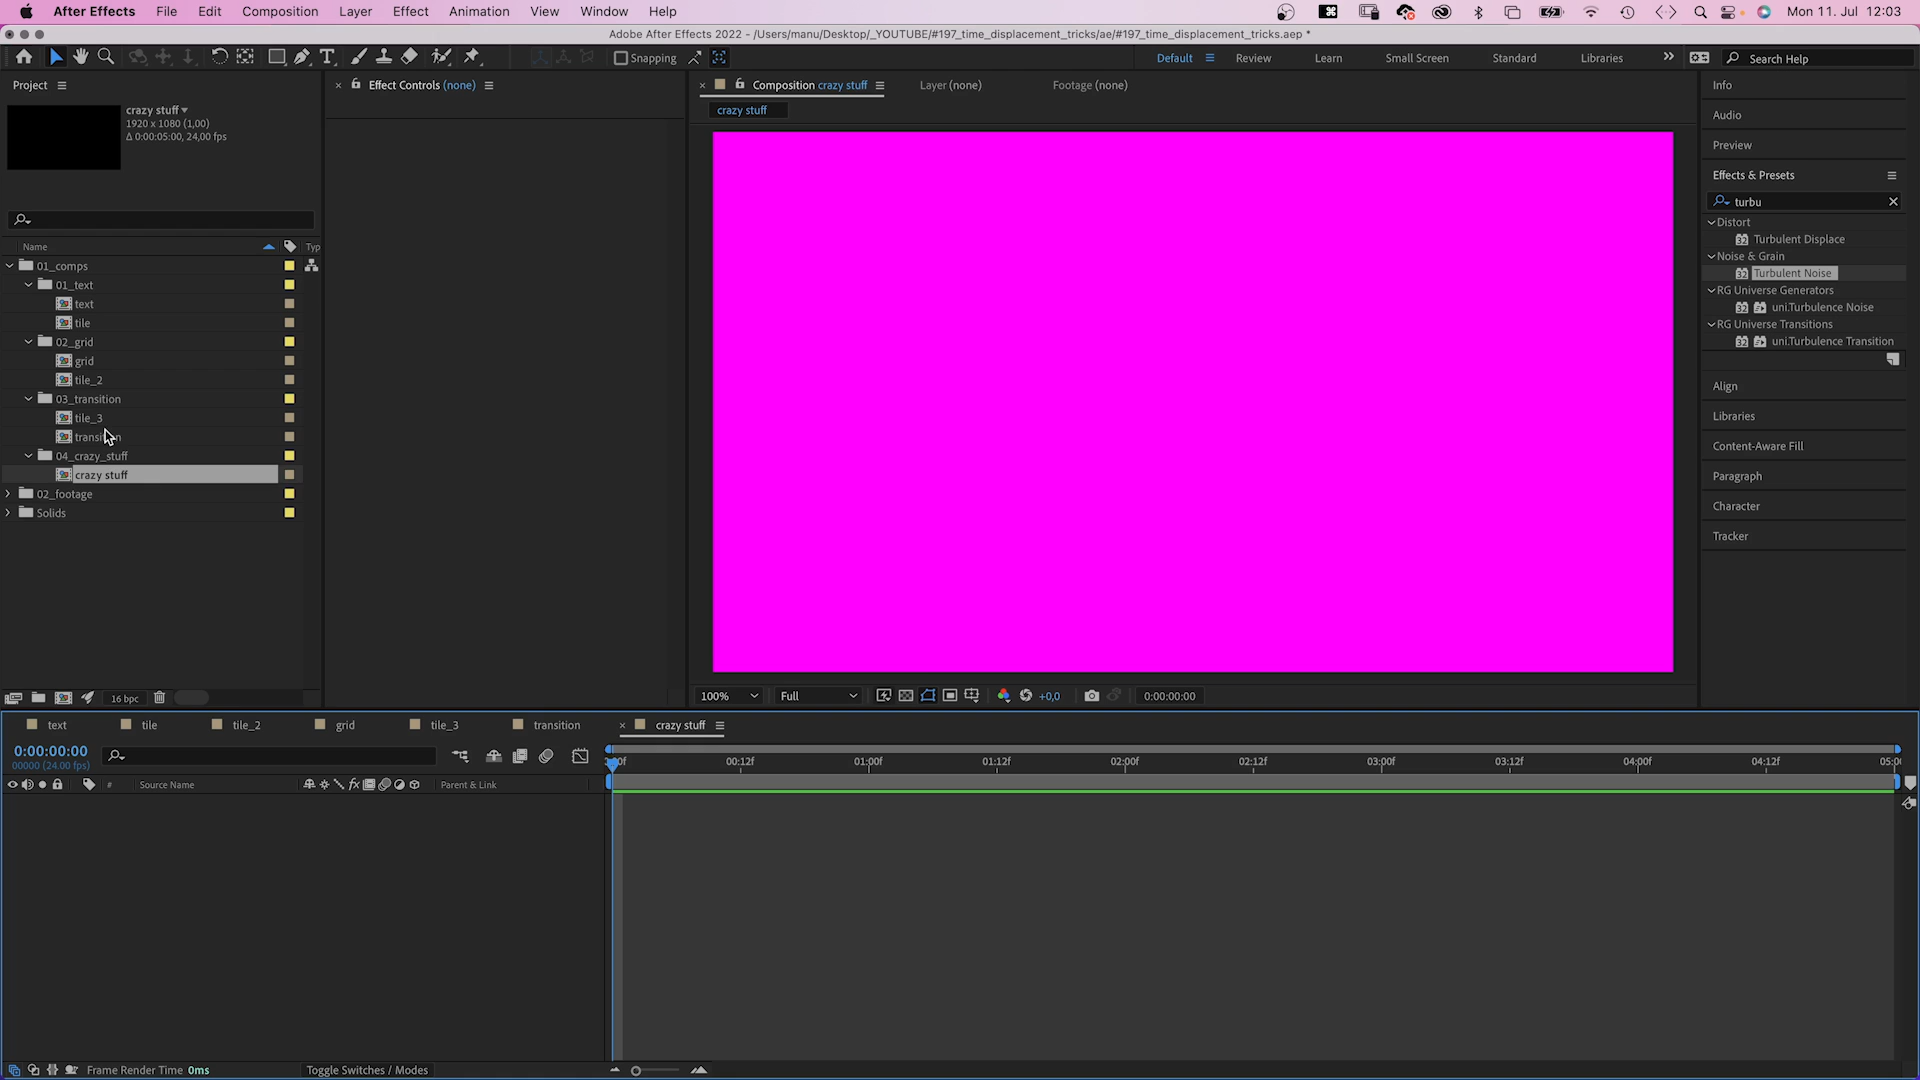 After Effects File Edit Composition Layer Effect Animation View Window Help Mon 11. Jul 12:03
Adobe After Effects 2022 - /Users/manu/Desktop/_YOUTUBE/#197_time_displacement_tricks/ae/#197_time_displacement_tricks.aep *
Snapping Default Review Learn Small Screen Standard Libraries Search Help
Project Effect Controls (none) Composition crazy stuff Layer (none) Footage (none) Info
crazy stuff
1920 x 1080 (1,00)
Δ 0:00:05:00, 24,00 fps
crazy stuff
Audio
Preview
Effects & Presets
turbu
Distort
Turbulent Displace
Noise & Grain
Turbulent Noise
RG Universe Generators
uni.Turbulence Noise
RG Universe Transitions
uni.Turbulence Transition
Align
Libraries
Content-Aware Fill
Paragraph
Character
Tracker
Name Typ
01_comps
01_text
text
tile
02_grid
grid
tile_2
03_transition
tile_3
04_crazy_stuff
crazy stuff
02_footage
Solids
16 bpc 100% Full +0,0 0:00:00:00
text tile tile_2 grid tile_3 transition crazy stuff
0:00:00:00
00000 (24.00 fps)
00:12f 01:00f 01:12f 02:00f 02:12f 03:00f 03:12f 04:00f 04:12f
# Source Name Parent & Link
Frame Render Time 0ms Toggle Switches / Modes